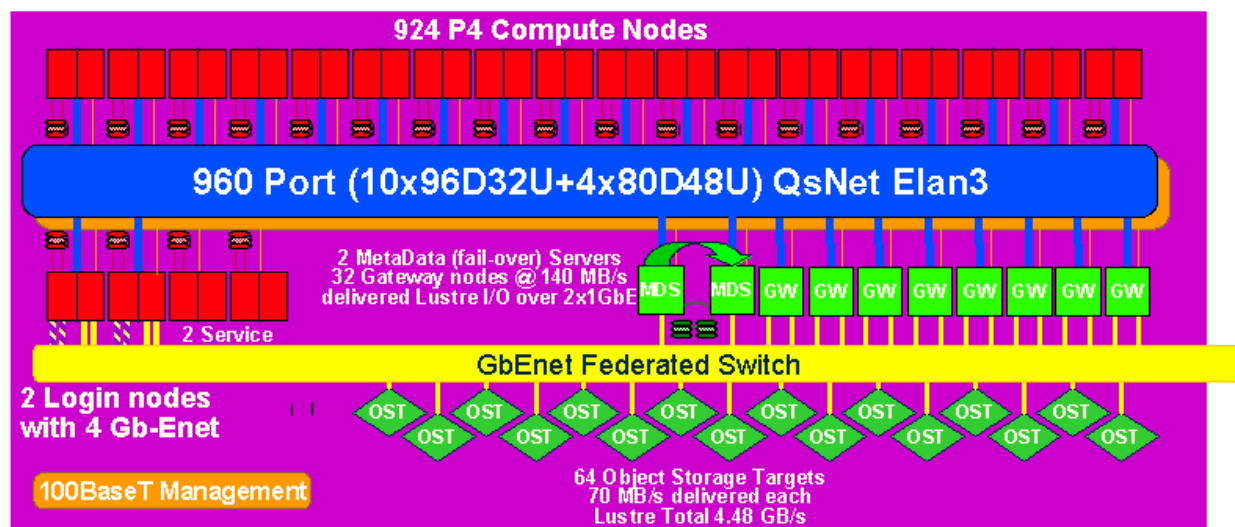 924 P4 Compute Nodes
960 Port (10x96D32U+4x80D48U) QsNet Elan3
2 MetaData (fail-over) Servers
32 Gateway nodes @ 140 MB/s
delivered Lustre I/O over 2x1GbE
MDS MDS GW GW GW GW GW GW GW GW
2 Service
GbEnet Federated Switch
2 Login nodes
with 4 Gb-Enet
OST OST OST OST OST OST OST OST
OST OST OST OST OST OST OST OST
100BaseT Management
64 Object Storage Targets
70 MB/s delivered each
Lustre Total 4.48 GB/s